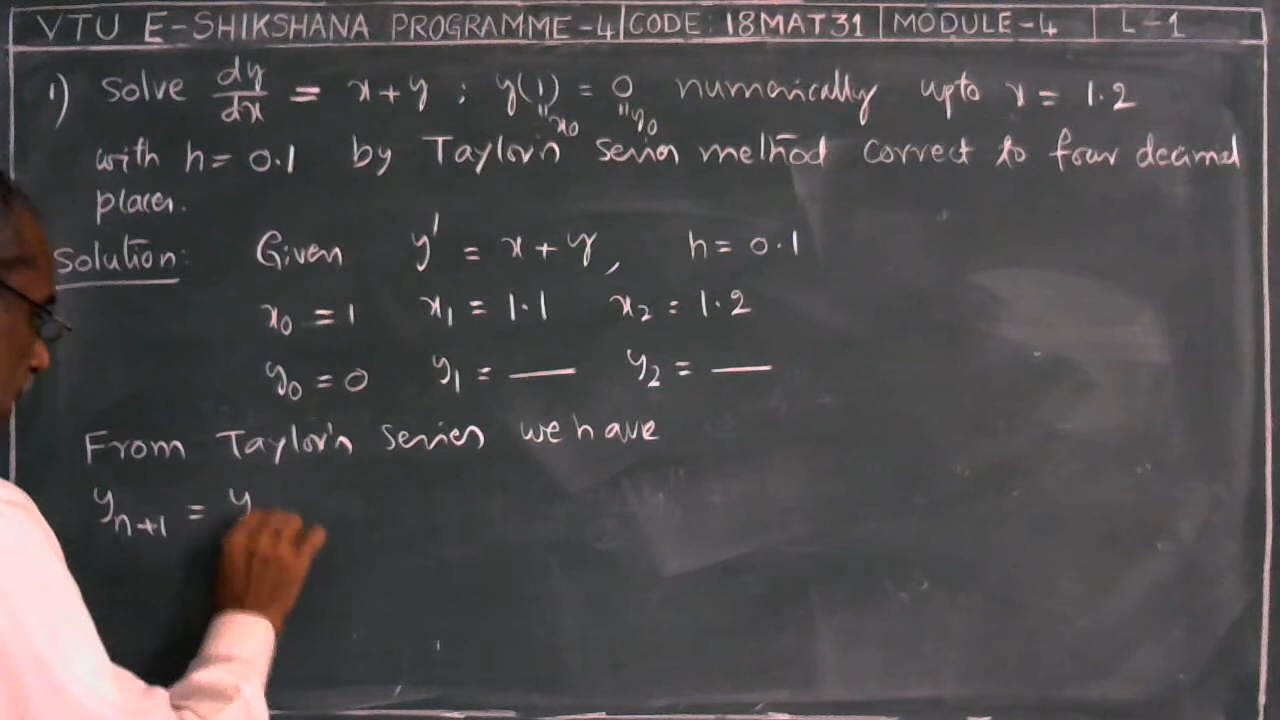 VTU E-SHIKSHANA PROGRAMME-4 CODE: 18MAT31 MODULE-4 L-1
1) Solve dy/dx = x+y ; y(1) = 0 numerically upto x = 1.2
"x0 "y0
with h = 0.1 by Taylor's series method correct to four decimal
places.
Solution: Given y' = x+y, h = 0.1
x0 = 1 x1 = 1.1 x2 = 1.2
y0 = 0 y1 = — y2 = —
From Taylor's series we have
yn+1 = y